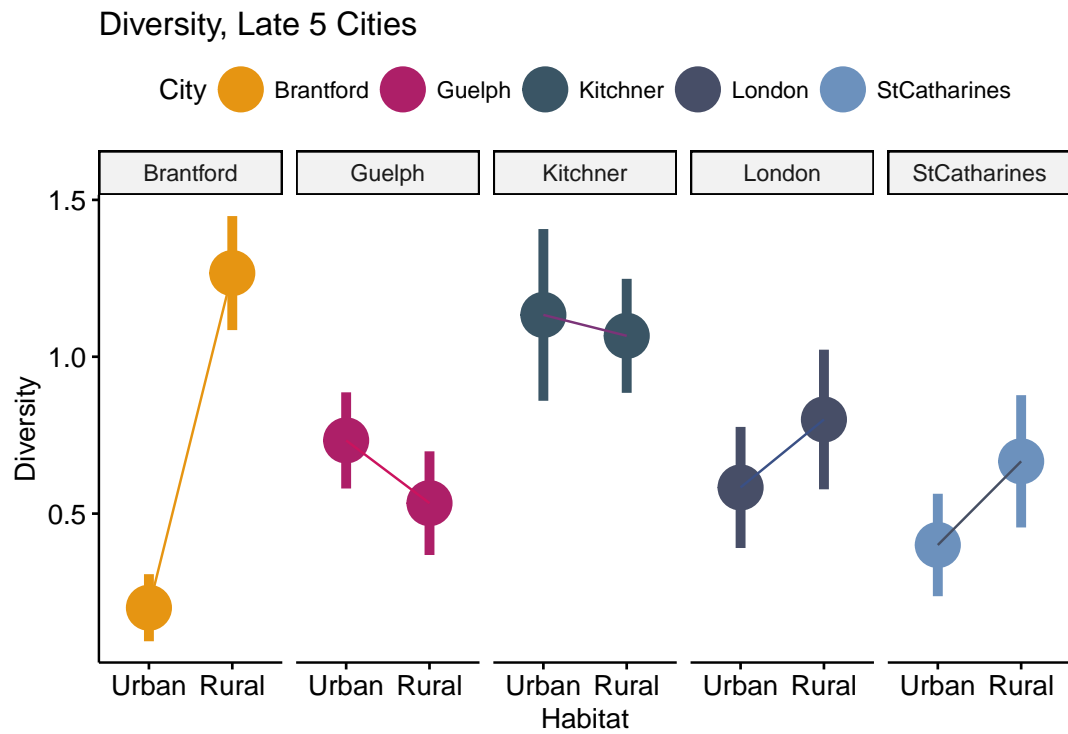 Diversity, Late 5 Cities
City Brantford Guelph Kitchner London StCatharines
Brantford Guelph Kitchner London StCatharines
1.5
1.0
0.5
Diversity
Urban Rural Urban Rural Urban Rural Urban Rural Urban Rural
Habitat